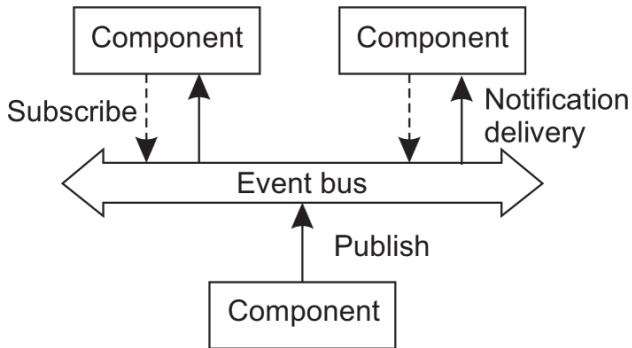 Component
Component
Subscribe
Notification
delivery
Event bus
Publish
Component